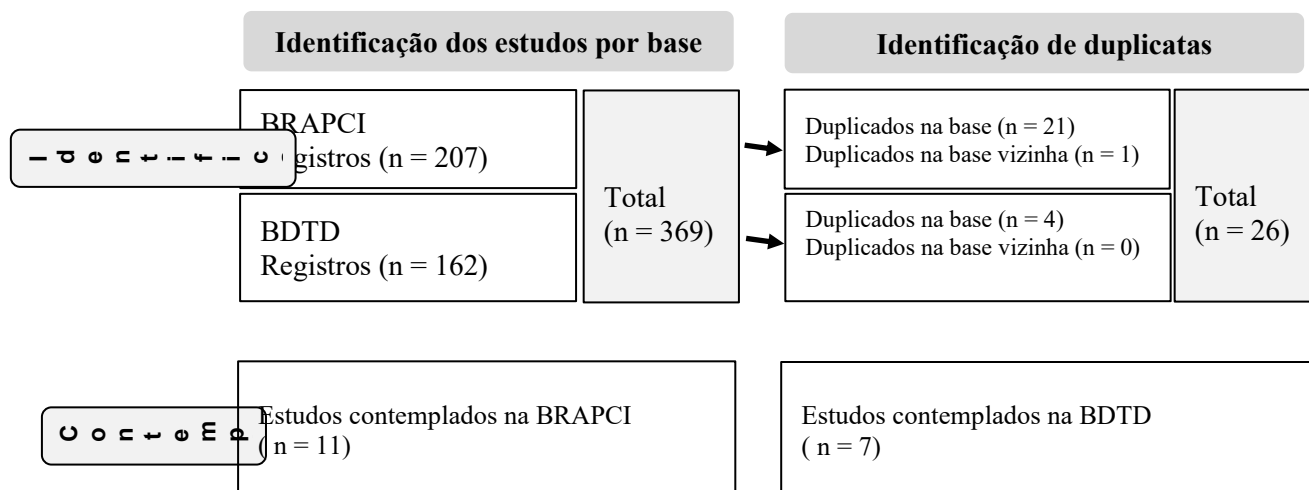 Identificação dos estudos por base
Identificação de duplicatas
Identific
BRAPCI
Registros (n = 207)
BDTD
Registros (n = 162)
Total
(n = 369)
Duplicados na base (n = 21)
Duplicados na base vizinha (n = 1)
Duplicados na base (n = 4)
Duplicados na base vizinha (n = 0)
Total
(n = 26)
Contemp
Estudos contemplados na BRAPCI
( n = 11)
Estudos contemplados na BDTD
( n = 7)